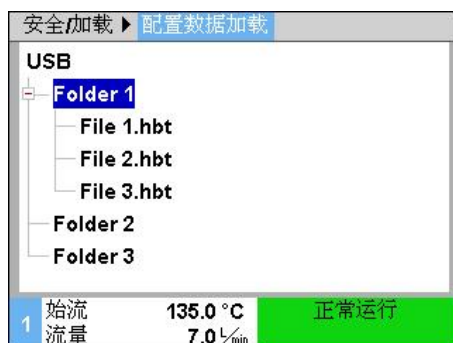 安全/加载 ▶ 配置数据加载
USB
Folder 1
File 1.hbt
File 2.hbt
File 3.hbt
Folder 2
Folder 3
1 始流 135.0 °C 正常运行
流量 7.0 L/min